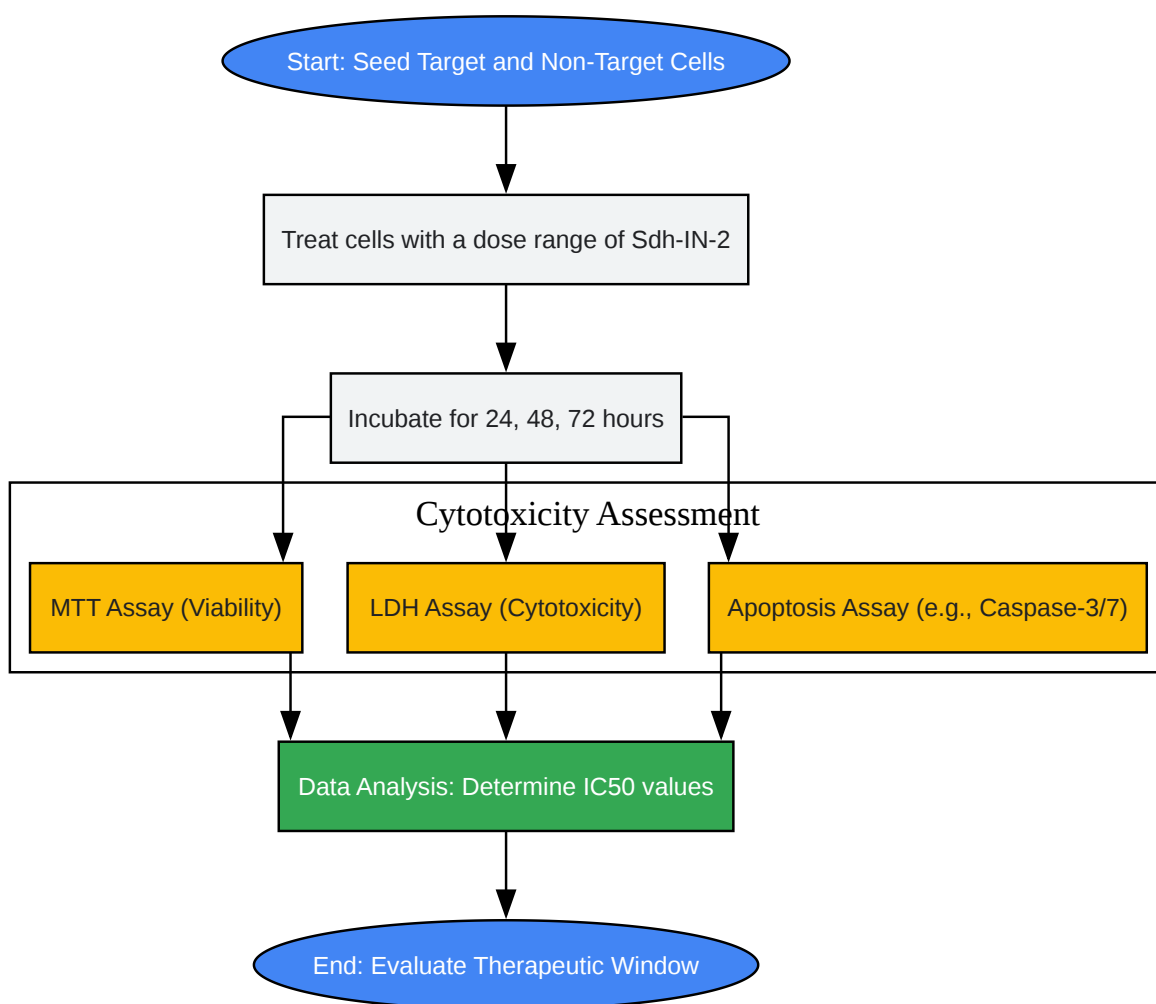 Start: Seed Target and Non-Target Cells
Treat cells with a dose range of Sdh-IN-2
Incubate for 24, 48, 72 hours
Cytotoxicity Assessment
MTT Assay (Viability)
LDH Assay (Cytotoxicity)
Apoptosis Assay (e.g., Caspase-3/7)
Data Analysis: Determine IC50 values
End: Evaluate Therapeutic Window